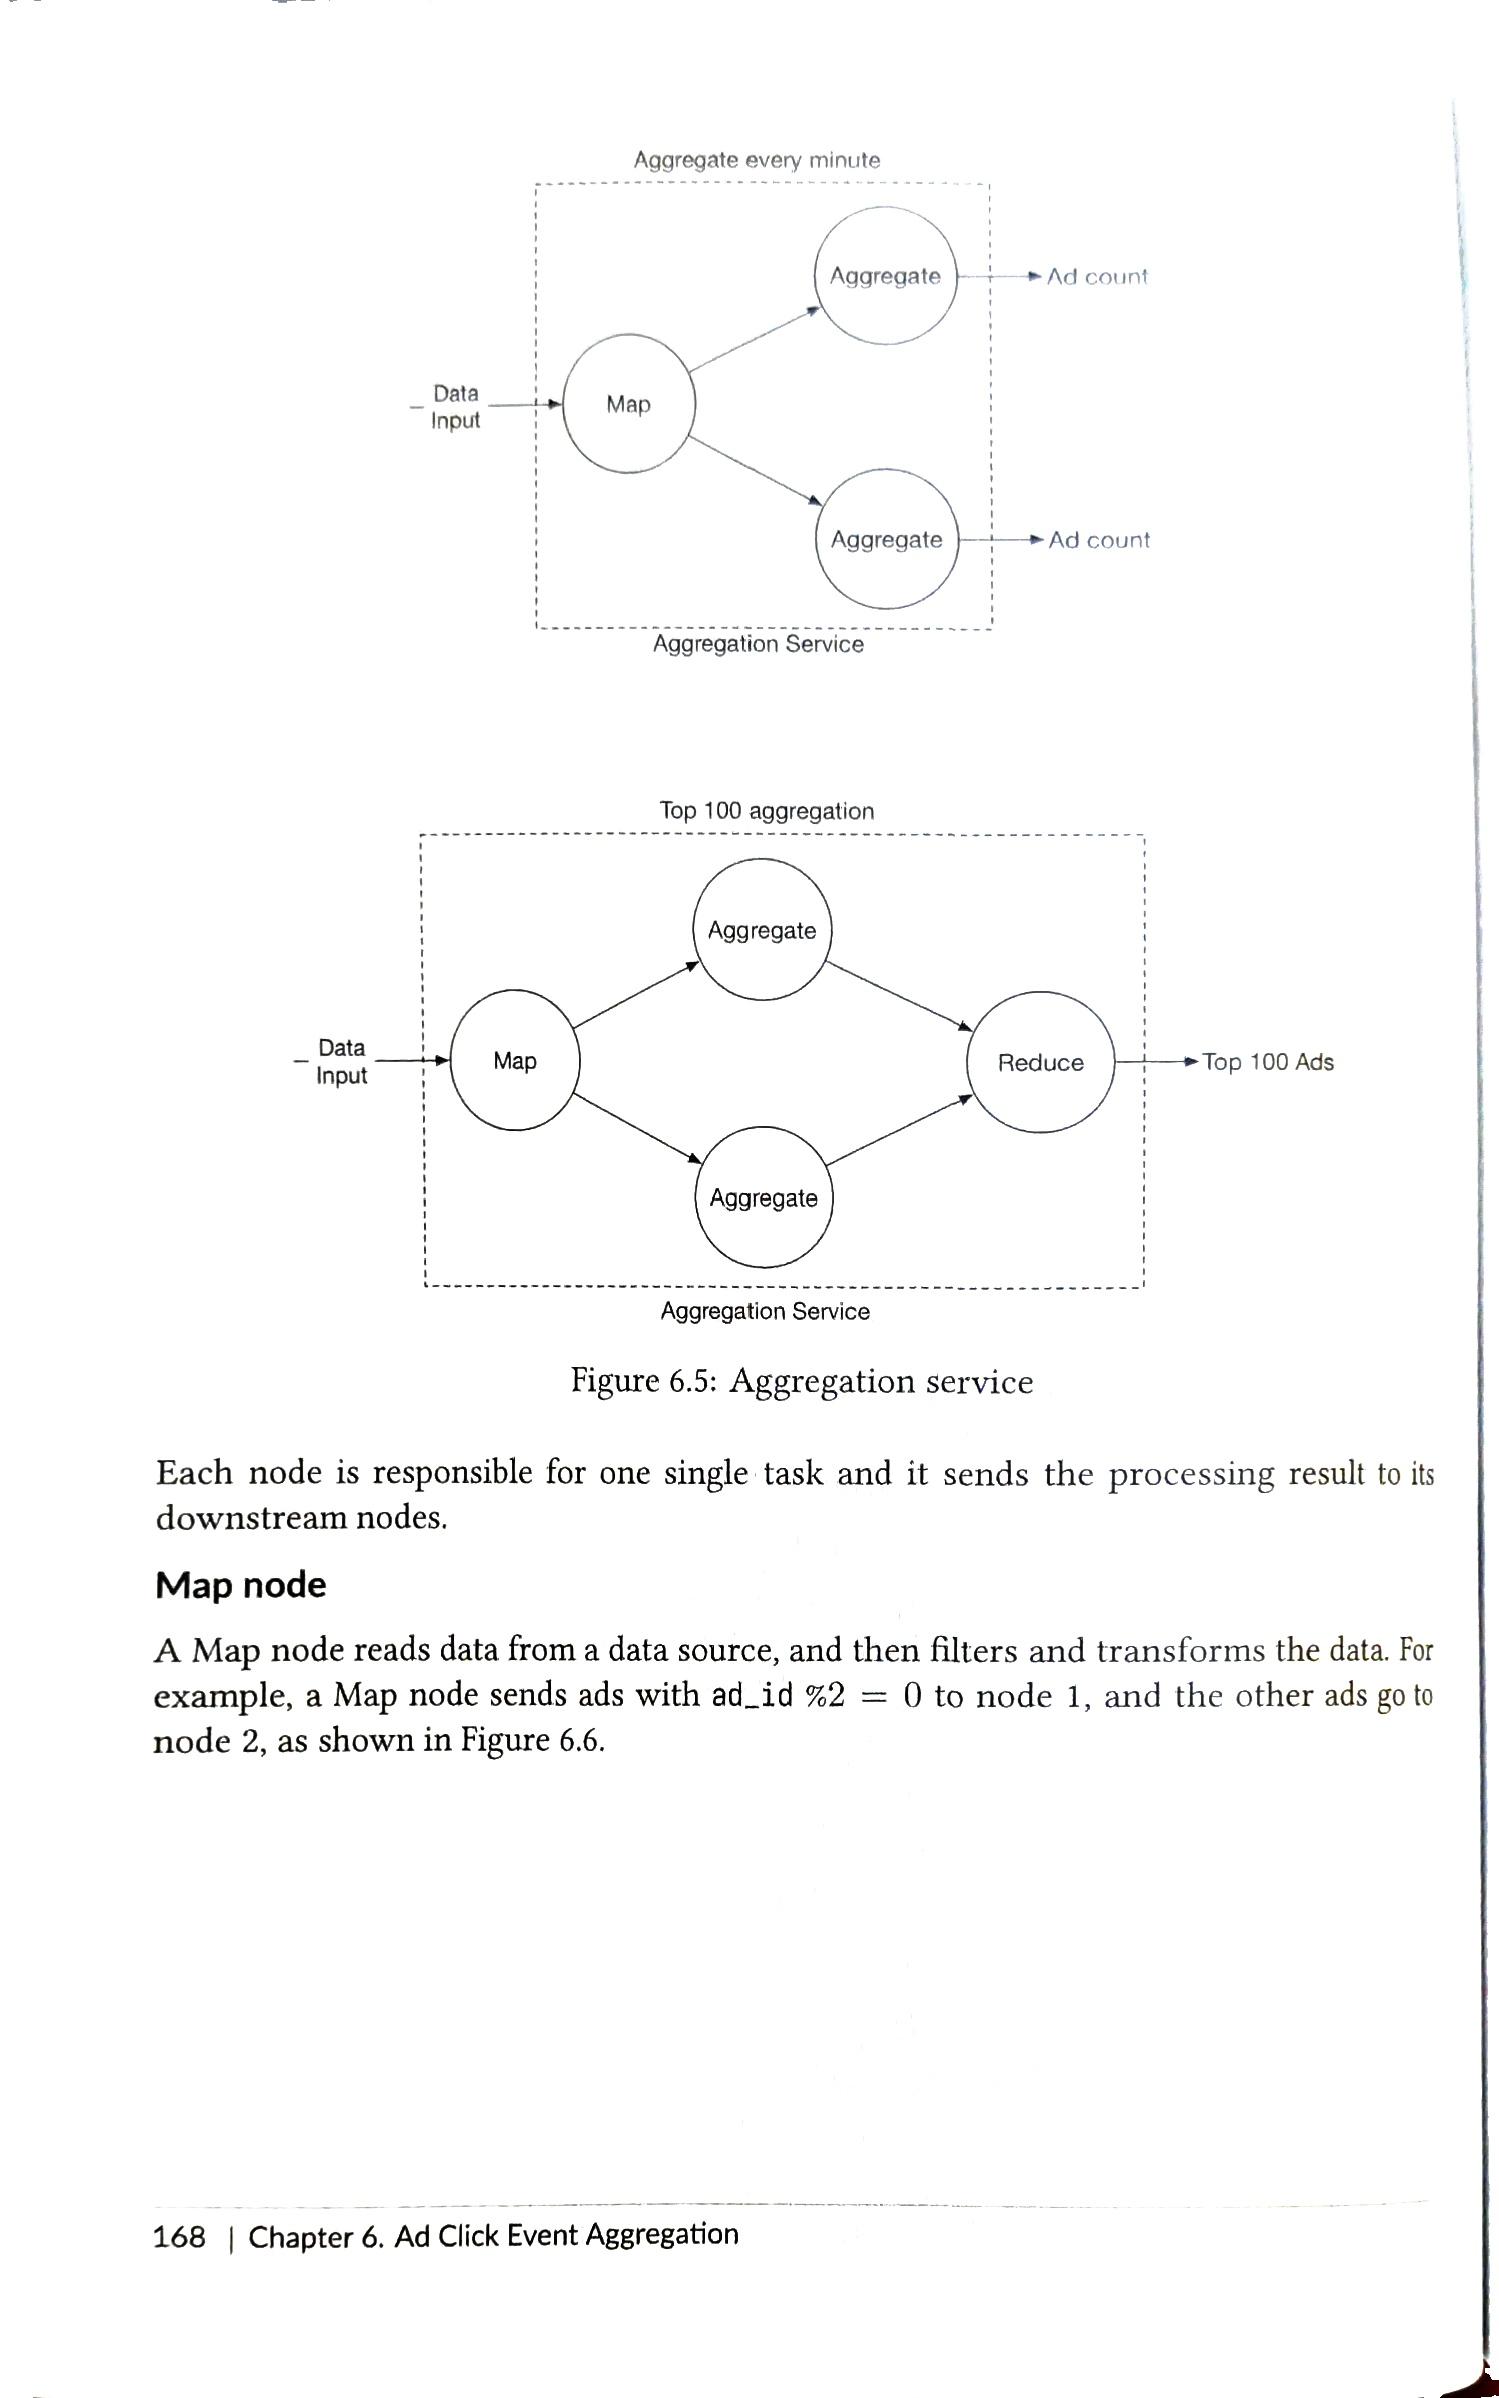 Aggregate every minute
Aggregate
Ad count
Data
Input
Map
Aggregate
Ad count
Aggregation Service
Top 100 aggregation
Aggregate
Data
Input
Map
Reduce
Top 100 Ads
Aggregate
Aggregation Service
Figure 6.5: Aggregation service
Each node is responsible for one single task and it sends the processing result to its
downstream nodes.
Map node
A Map node reads data from a data source, and then filters and transforms the data. For
example, a Map node sends ads with ad_id %2 = 0 to node 1, and the other ads go to
node 2, as shown in Figure 6.6.
168 | Chapter 6. Ad Click Event Aggregation